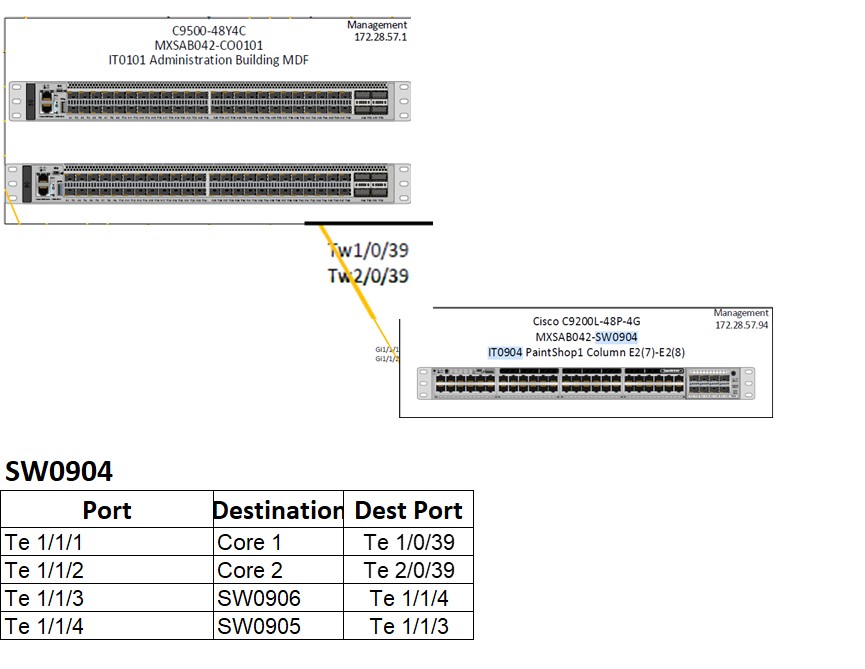 C9500-48Y4C
MXSAB042-CO0101
IT0101 Administration Building MDF
Management
172.28.57.1
Tw1/0/39
Tw2/0/39
Gi1/1/1
Gi1/1/2
Cisco C9200L-48P-4G
MXSAB042-SW0904
IT0904 PaintShop1 Column E2(7)-E2(8)
Management
172.28.57.94
SW0904
Port Destination Dest Port
Te 1/1/1 Core 1 Te 1/0/39
Te 1/1/2 Core 2 Te 2/0/39
Te 1/1/3 SW0906 Te 1/1/4
Te 1/1/4 SW0905 Te 1/1/3